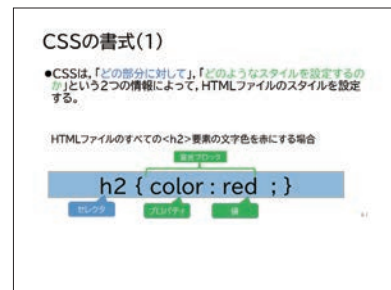 CSSの書式(1)
●CSSは,「どの部分に対して」,「どのようなスタイルを設定するの
か」という2つの情報によって,HTMLファイルのスタイルを設定
する。
HTMLファイルのすべての<h2>要素の文字色を赤にする場合
宣言ブロック
h2 { color : red ; }
セレクタ プロパティ 値